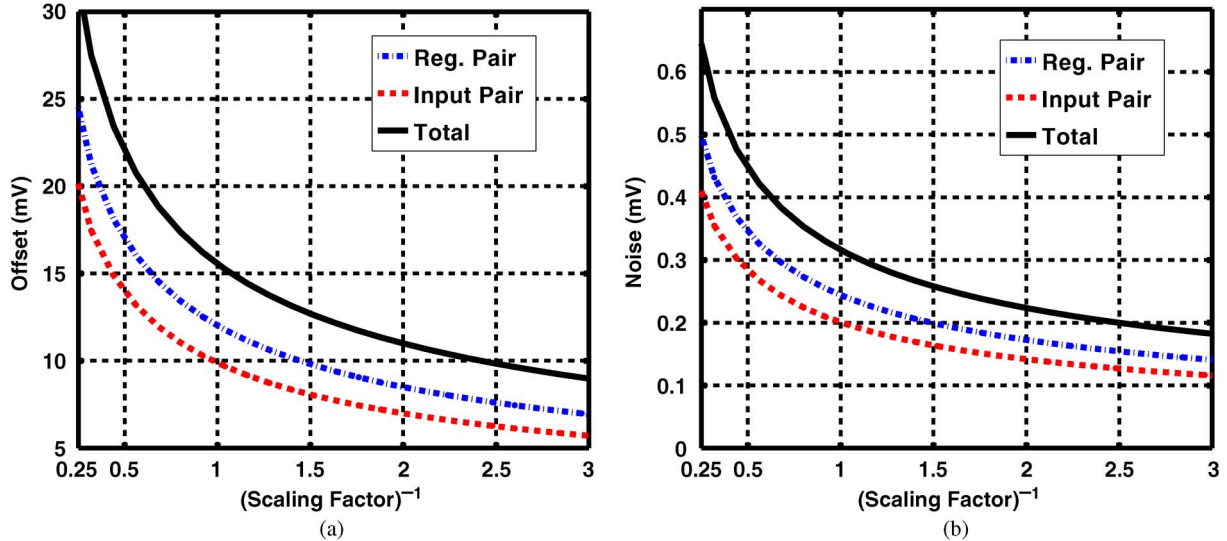 30
25
20
15
10
5
Offset (mV)
Reg. Pair
Input Pair
Total
0.25 0.5 1 1.5 2 2.5 3
(Scaling Factor)⁻¹
(a)
0.6
0.5
0.4
0.3
0.2
0.1
0
Noise (mV)
Reg. Pair
Input Pair
Total
0.25 0.5 1 1.5 2 2.5 3
(Scaling Factor)⁻¹
(b)